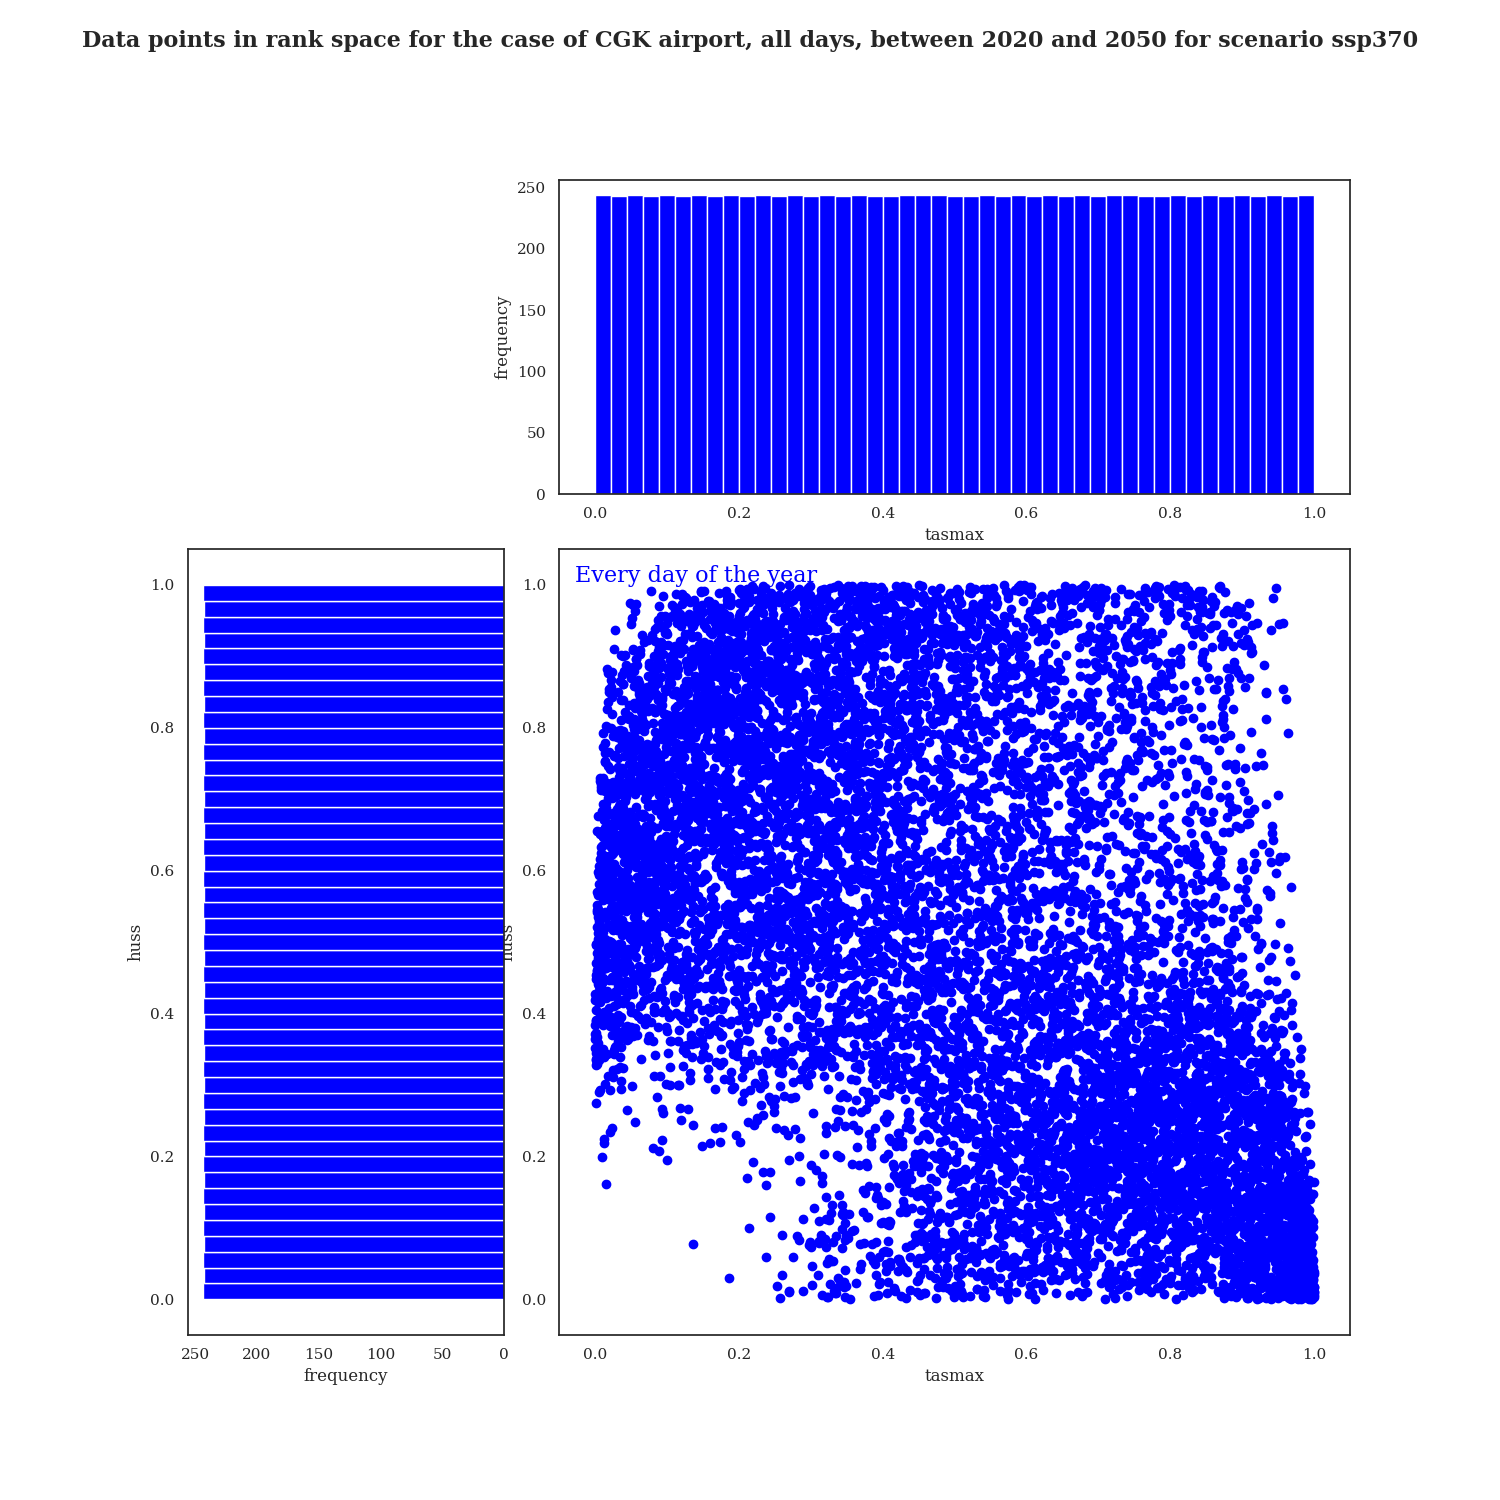 Data points in rank space for the case of CGK airport, all days, between 2020 and 2050 for scenario ssp370
250
200
150
100
50
0
frequency
0.0 0.2 0.4 0.6 0.8 1.0
tasmax
1.0
0.8
0.6
0.4
0.2
0.0
huss
250 200 150 100 50 0
frequency
Every day of the year
1.0
0.8
0.6
0.4
0.2
0.0
huss
0.0 0.2 0.4 0.6 0.8 1.0
tasmax